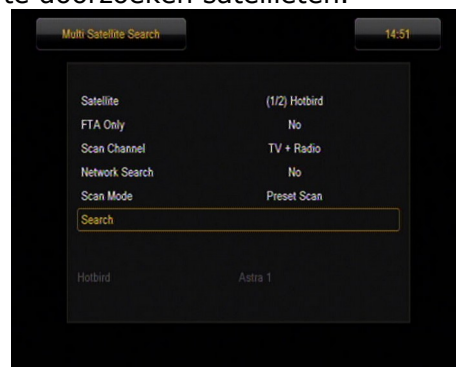 te doorzoeken satellieten.
Multi Satellite Search 14:51
Satellite (1/2) Hotbird
FTA Only No
Scan Channel TV + Radio
Network Search No
Scan Mode Preset Scan
Search
Hotbird Astra 1